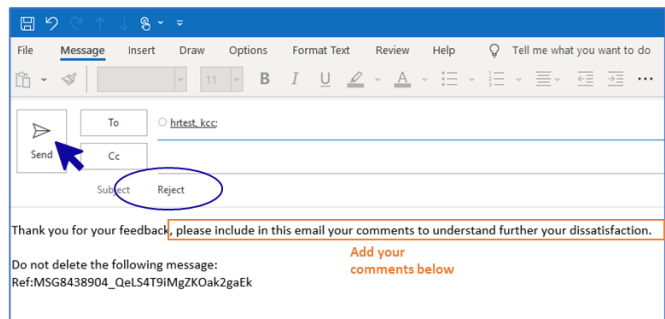 File Message Insert Draw Options Format Text Review Help Tell me what you want to do
11 B I U A
To hrtest, kcc;
Send
Cc
Subject Reject
Thank you for your feedback, please include in this email your comments to understand further your dissatisfaction.
Add your
comments below
Do not delete the following message:
Ref:MSG8438904_QeLS4T9iMgZKOak2gaEk